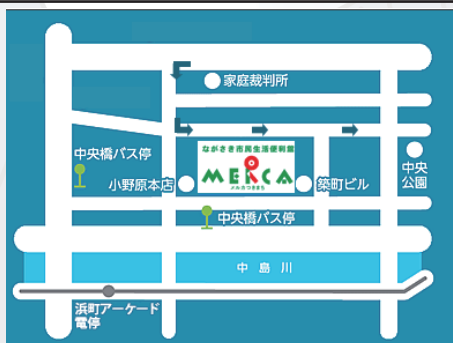 家庭裁判所
ながさき市民生活便利館
MERCA
メルカつきまち
中央橋バス停
小野原本店
築町ビル
中央
公園
中央橋バス停
中島川
浜町アーケード
電停